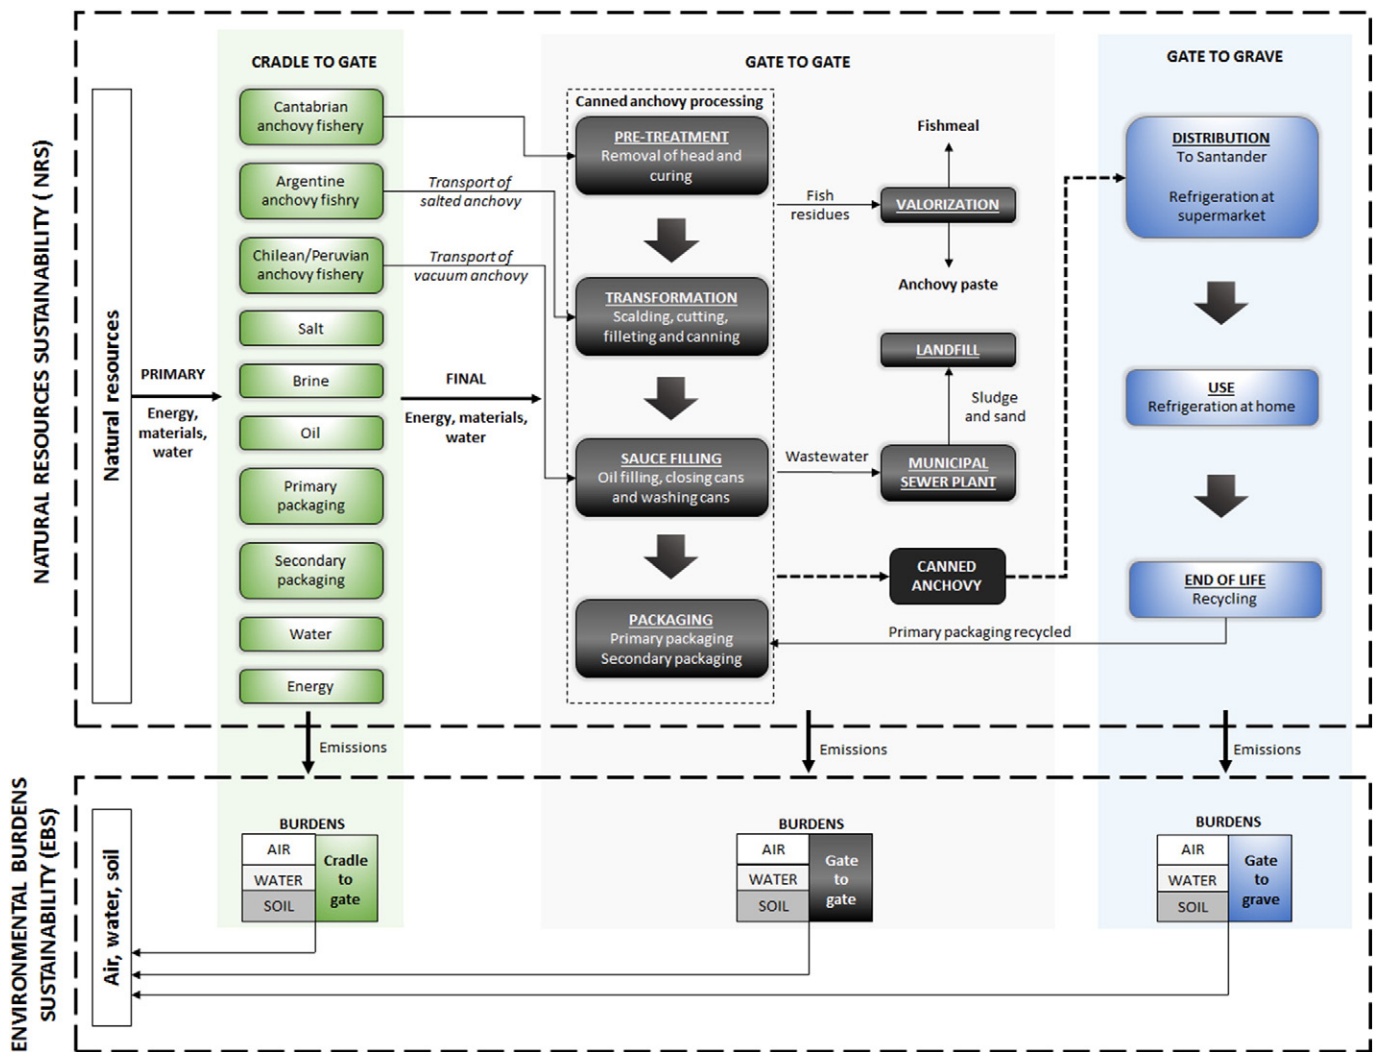 NATURAL RESOURCES SUSTAINABILITY ( NRS)
Natural resources
PRIMARY
Energy,
materials,
water
CRADLE TO GATE
Cantabrian
anchovy fishery
Argentine
anchovy fishry
Chilean/Peruvian
anchovy fishery
Salt
Brine
Oil
Primary
packaging
Secondary
packaging
Water
Energy
Transport of
salted anchovy
Transport of
vacuum anchovy
FINAL
Energy, materials,
water
GATE TO GATE
Canned anchovy processing
PRE-TREATMENT
Removal of head and
curing
TRANSFORMATION
Scalding, cutting,
filleting and canning
SAUCE FILLING
Oil filling, closing cans
and washing cans
PACKAGING
Primary packaging
Secondary packaging
Fish
residues
Fishmeal
VALORIZATION
Anchovy paste
LANDFILL
Sludge
and sand
Wastewater
MUNICIPAL
SEWER PLANT
CANNED
ANCHOVY
Primary packaging recycled
GATE TO GRAVE
DISTRIBUTION
To Santander
Refrigeration at
supermarket
USE
Refrigeration at home
END OF LIFE
Recycling
Emissions
Emissions
Emissions
ENVIRONMENTAL BURDENS
SUSTAINABILITY (EBS)
Air, water, soil
BURDENS
AIR
WATER
SOIL
Cradle
to
gate
BURDENS
AIR
WATER
SOIL
Gate
to
gate
BURDENS
AIR
WATER
SOIL
Gate
to
grave